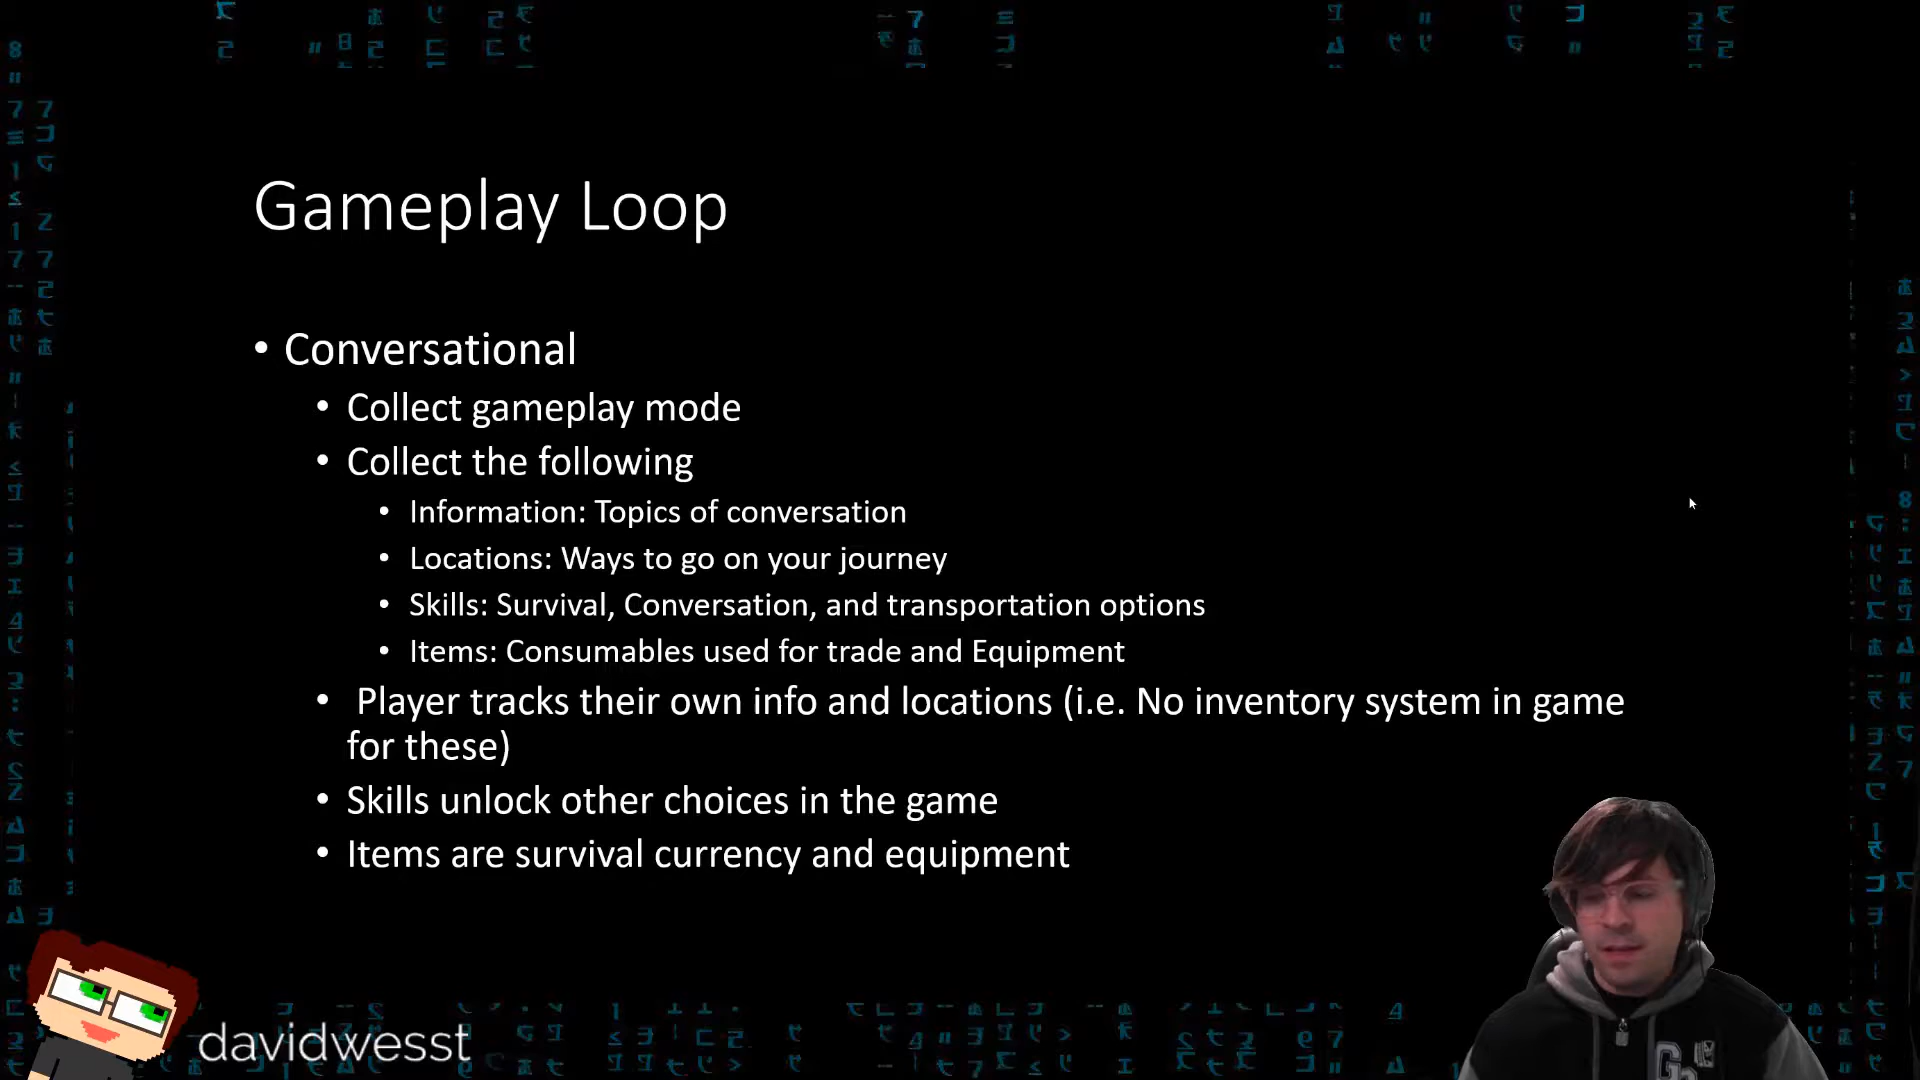 Gameplay Loop
• Conversational
• Collect gameplay mode
• Collect the following
• Information: Topics of conversation
• Locations: Ways to go on your journey
• Skills: Survival, Conversation, and transportation options
• Items: Consumables used for trade and Equipment
• Player tracks their own info and locations (i.e. No inventory system in game
for these)
• Skills unlock other choices in the game
• Items are survival currency and equipment
davidwesst